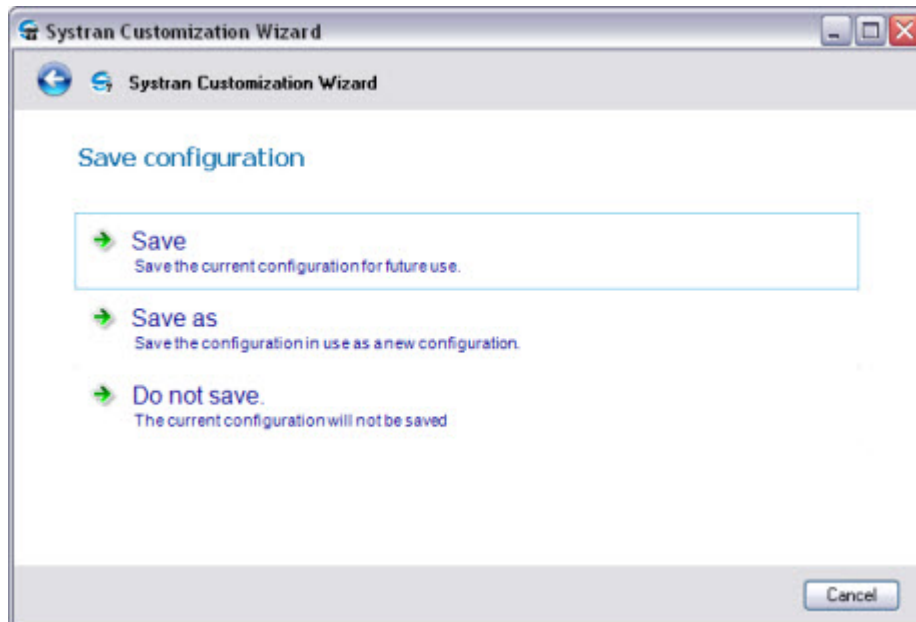 Systran Customization Wizard
Systran Customization Wizard
Save configuration
Save
Save the current configuration for future use.
Save as
Save the configuration in use as a new configuration.
Do not save.
The current configuration will not be saved
Cancel